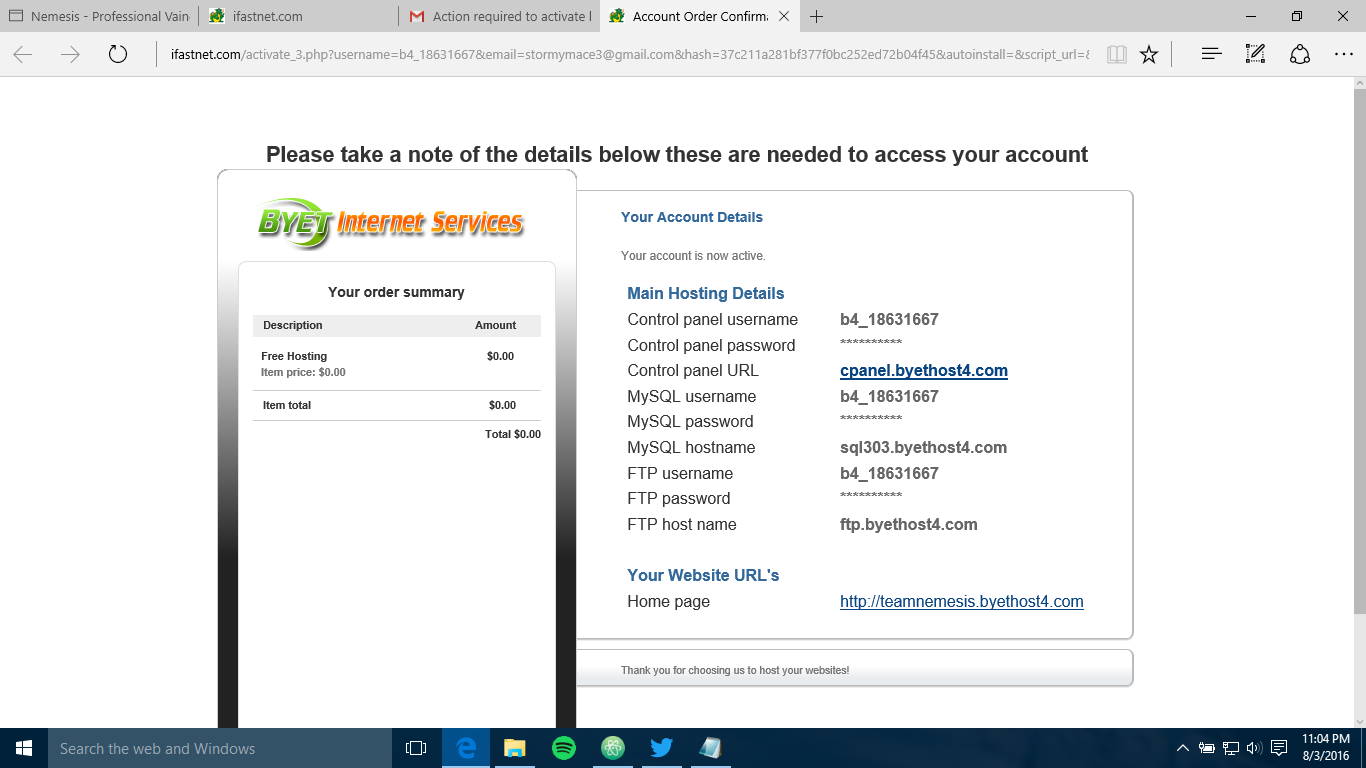 Nemesis - Professional Vain
ifastnet.com
Action required to activate l
Account Order Confirma
ifastnet.com/activate_3.php?username=b4_18631667&email=stormymace3@gmail.com&hash=37c211a281bf377f0bc252ed72b04f45&autoinstall=&script_url=&
Please take a note of the details below these are needed to access your account
BYET Internet Services
Your order summary
Description Amount
Free Hosting $0.00
Item price: $0.00
Item total $0.00
Total $0.00
Your Account Details
Your account is now active.
Main Hosting Details
Control panel username b4_18631667
Control panel password **********
Control panel URL cpanel.byethost4.com
MySQL username b4_18631667
MySQL password **********
MySQL hostname sql303.byethost4.com
FTP username b4_18631667
FTP password **********
FTP host name ftp.byethost4.com
Your Website URL's
Home page http://teamnemesis.byethost4.com
Thank you for choosing us to host your websites!
Search the web and Windows
11:04 PM
8/3/2016